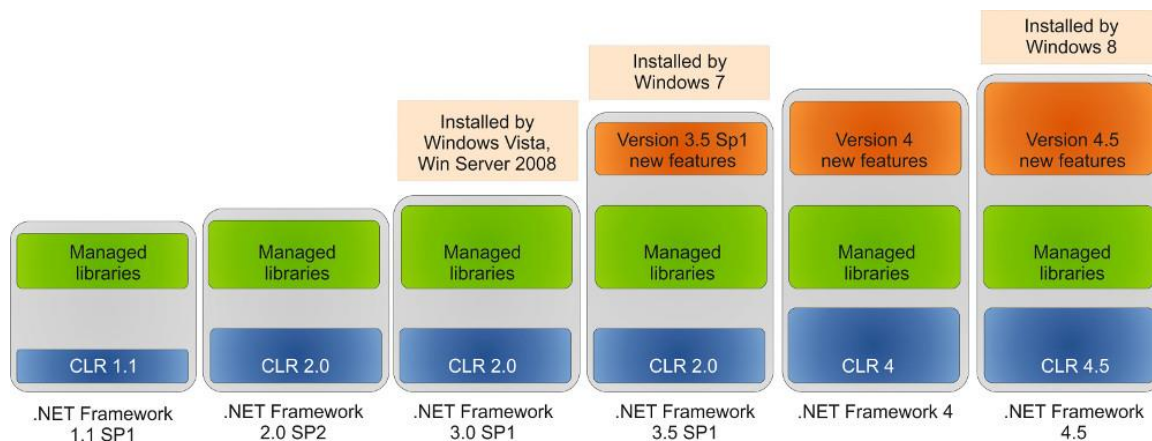 Installed by
Windows 8
Installed by
Windows 7
Installed by
Windows Vista,
Win Server 2008
Version 3.5 Sp1
new features
Version 4
new features
Version 4.5
new features
Managed
libraries
Managed
libraries
Managed
libraries
Managed
libraries
Managed
libraries
Managed
libraries
CLR 1.1
CLR 2.0
CLR 2.0
CLR 2.0
CLR 4
CLR 4.5
.NET Framework
1.1 SP1
.NET Framework
2.0 SP2
.NET Framework
3.0 SP1
.NET Framework
3.5 SP1
.NET Framework 4
.NET Framework
4.5